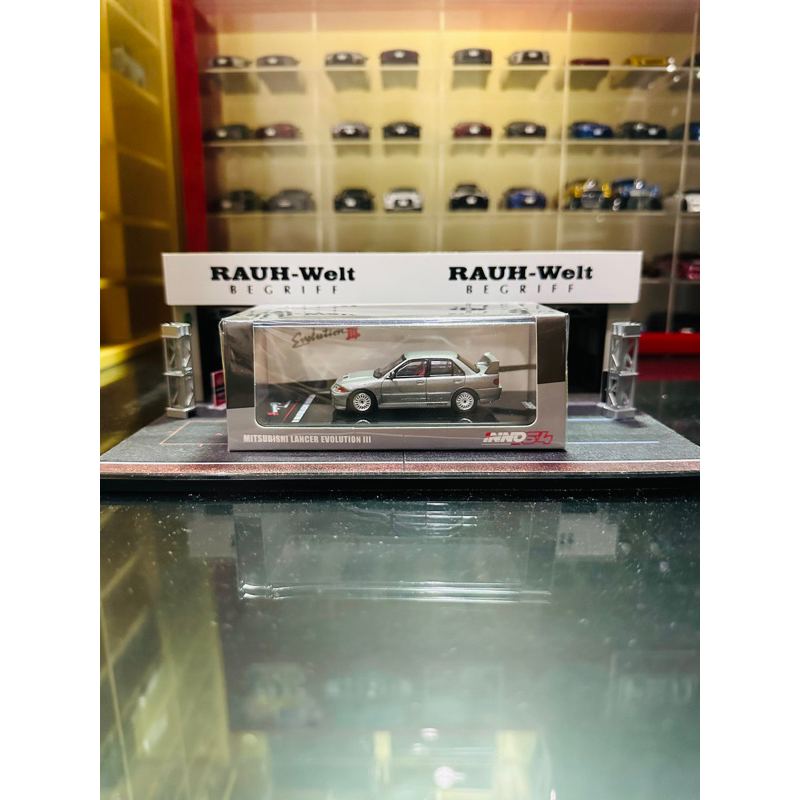 RAUH-Welt RAUH-Welt
BEGRIFF BEGRIFF
Evolution III
MITSUBISHI LANCER EVOLUTION III INNO64